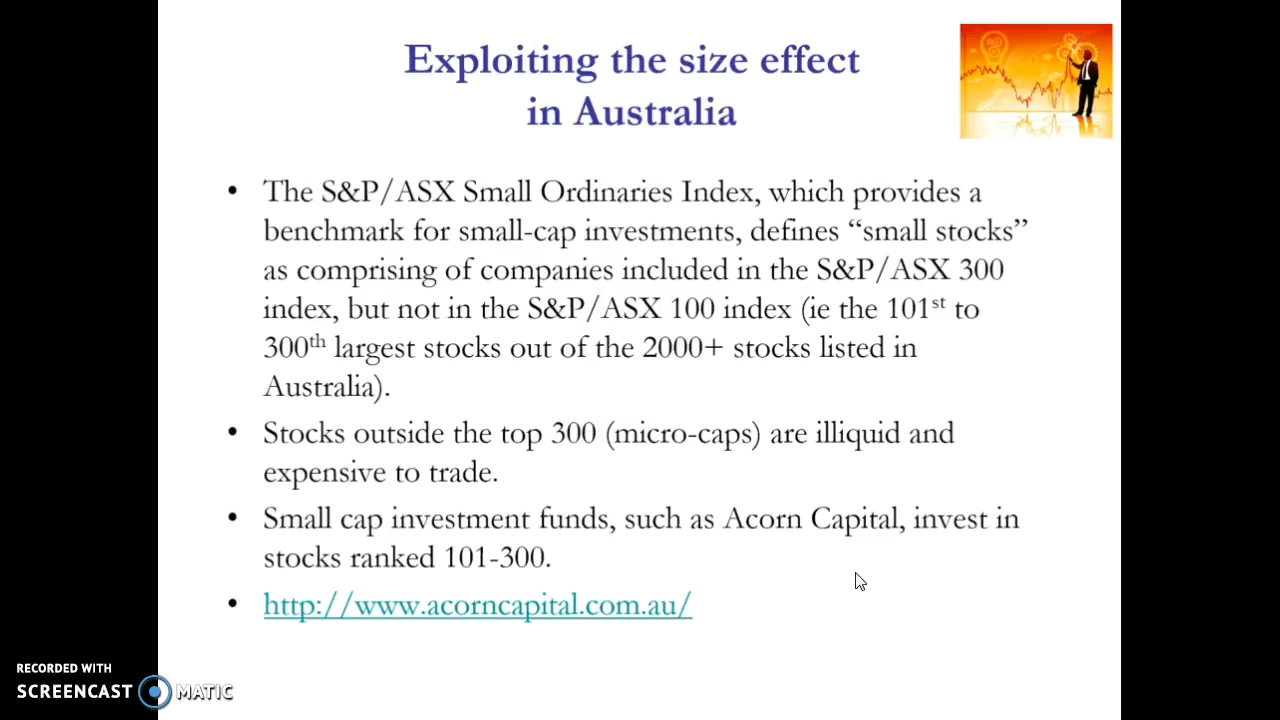 Exploiting the size effect
in Australia
• The S&P/ASX Small Ordinaries Index, which provides a
benchmark for small-cap investments, defines “small stocks”
as comprising of companies included in the S&P/ASX 300
index, but not in the S&P/ASX 100 index (ie the 101st to
300th largest stocks out of the 2000+ stocks listed in
Australia).
• Stocks outside the top 300 (micro-caps) are illiquid and
expensive to trade.
• Small cap investment funds, such as Acorn Capital, invest in
stocks ranked 101-300.
• http://www.acorncapital.com.au/
RECORDED WITH
SCREENCAST MATIC